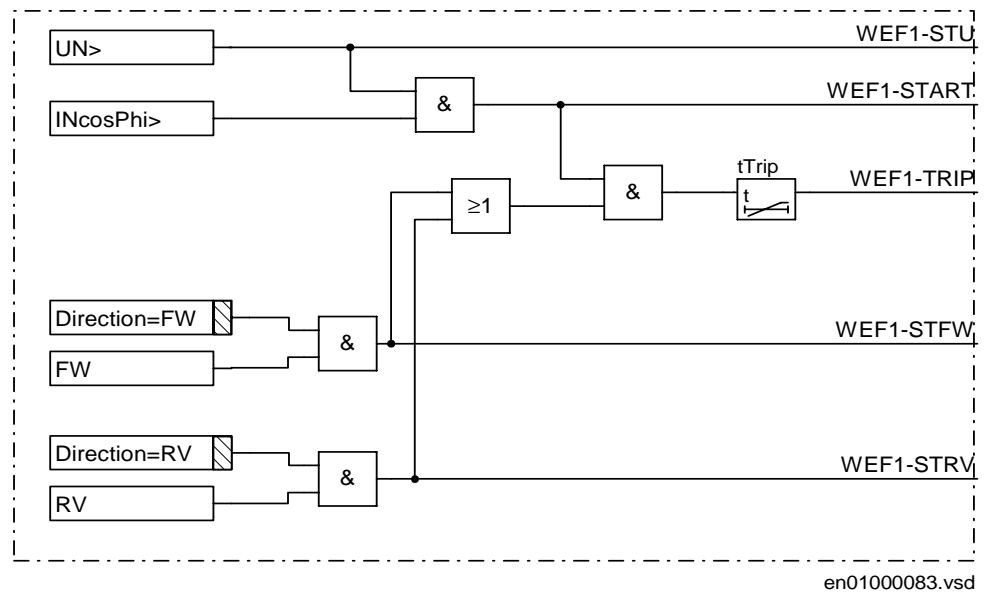 WEF1-STU
UN>
WEF1-START
&
INcosPhi>
tTrip
WEF1-TRIP
≥1
&
t
Direction=FW
WEF1-STFW
&
FW
Direction=RV
WEF1-STRV
&
RV
en01000083.vsd